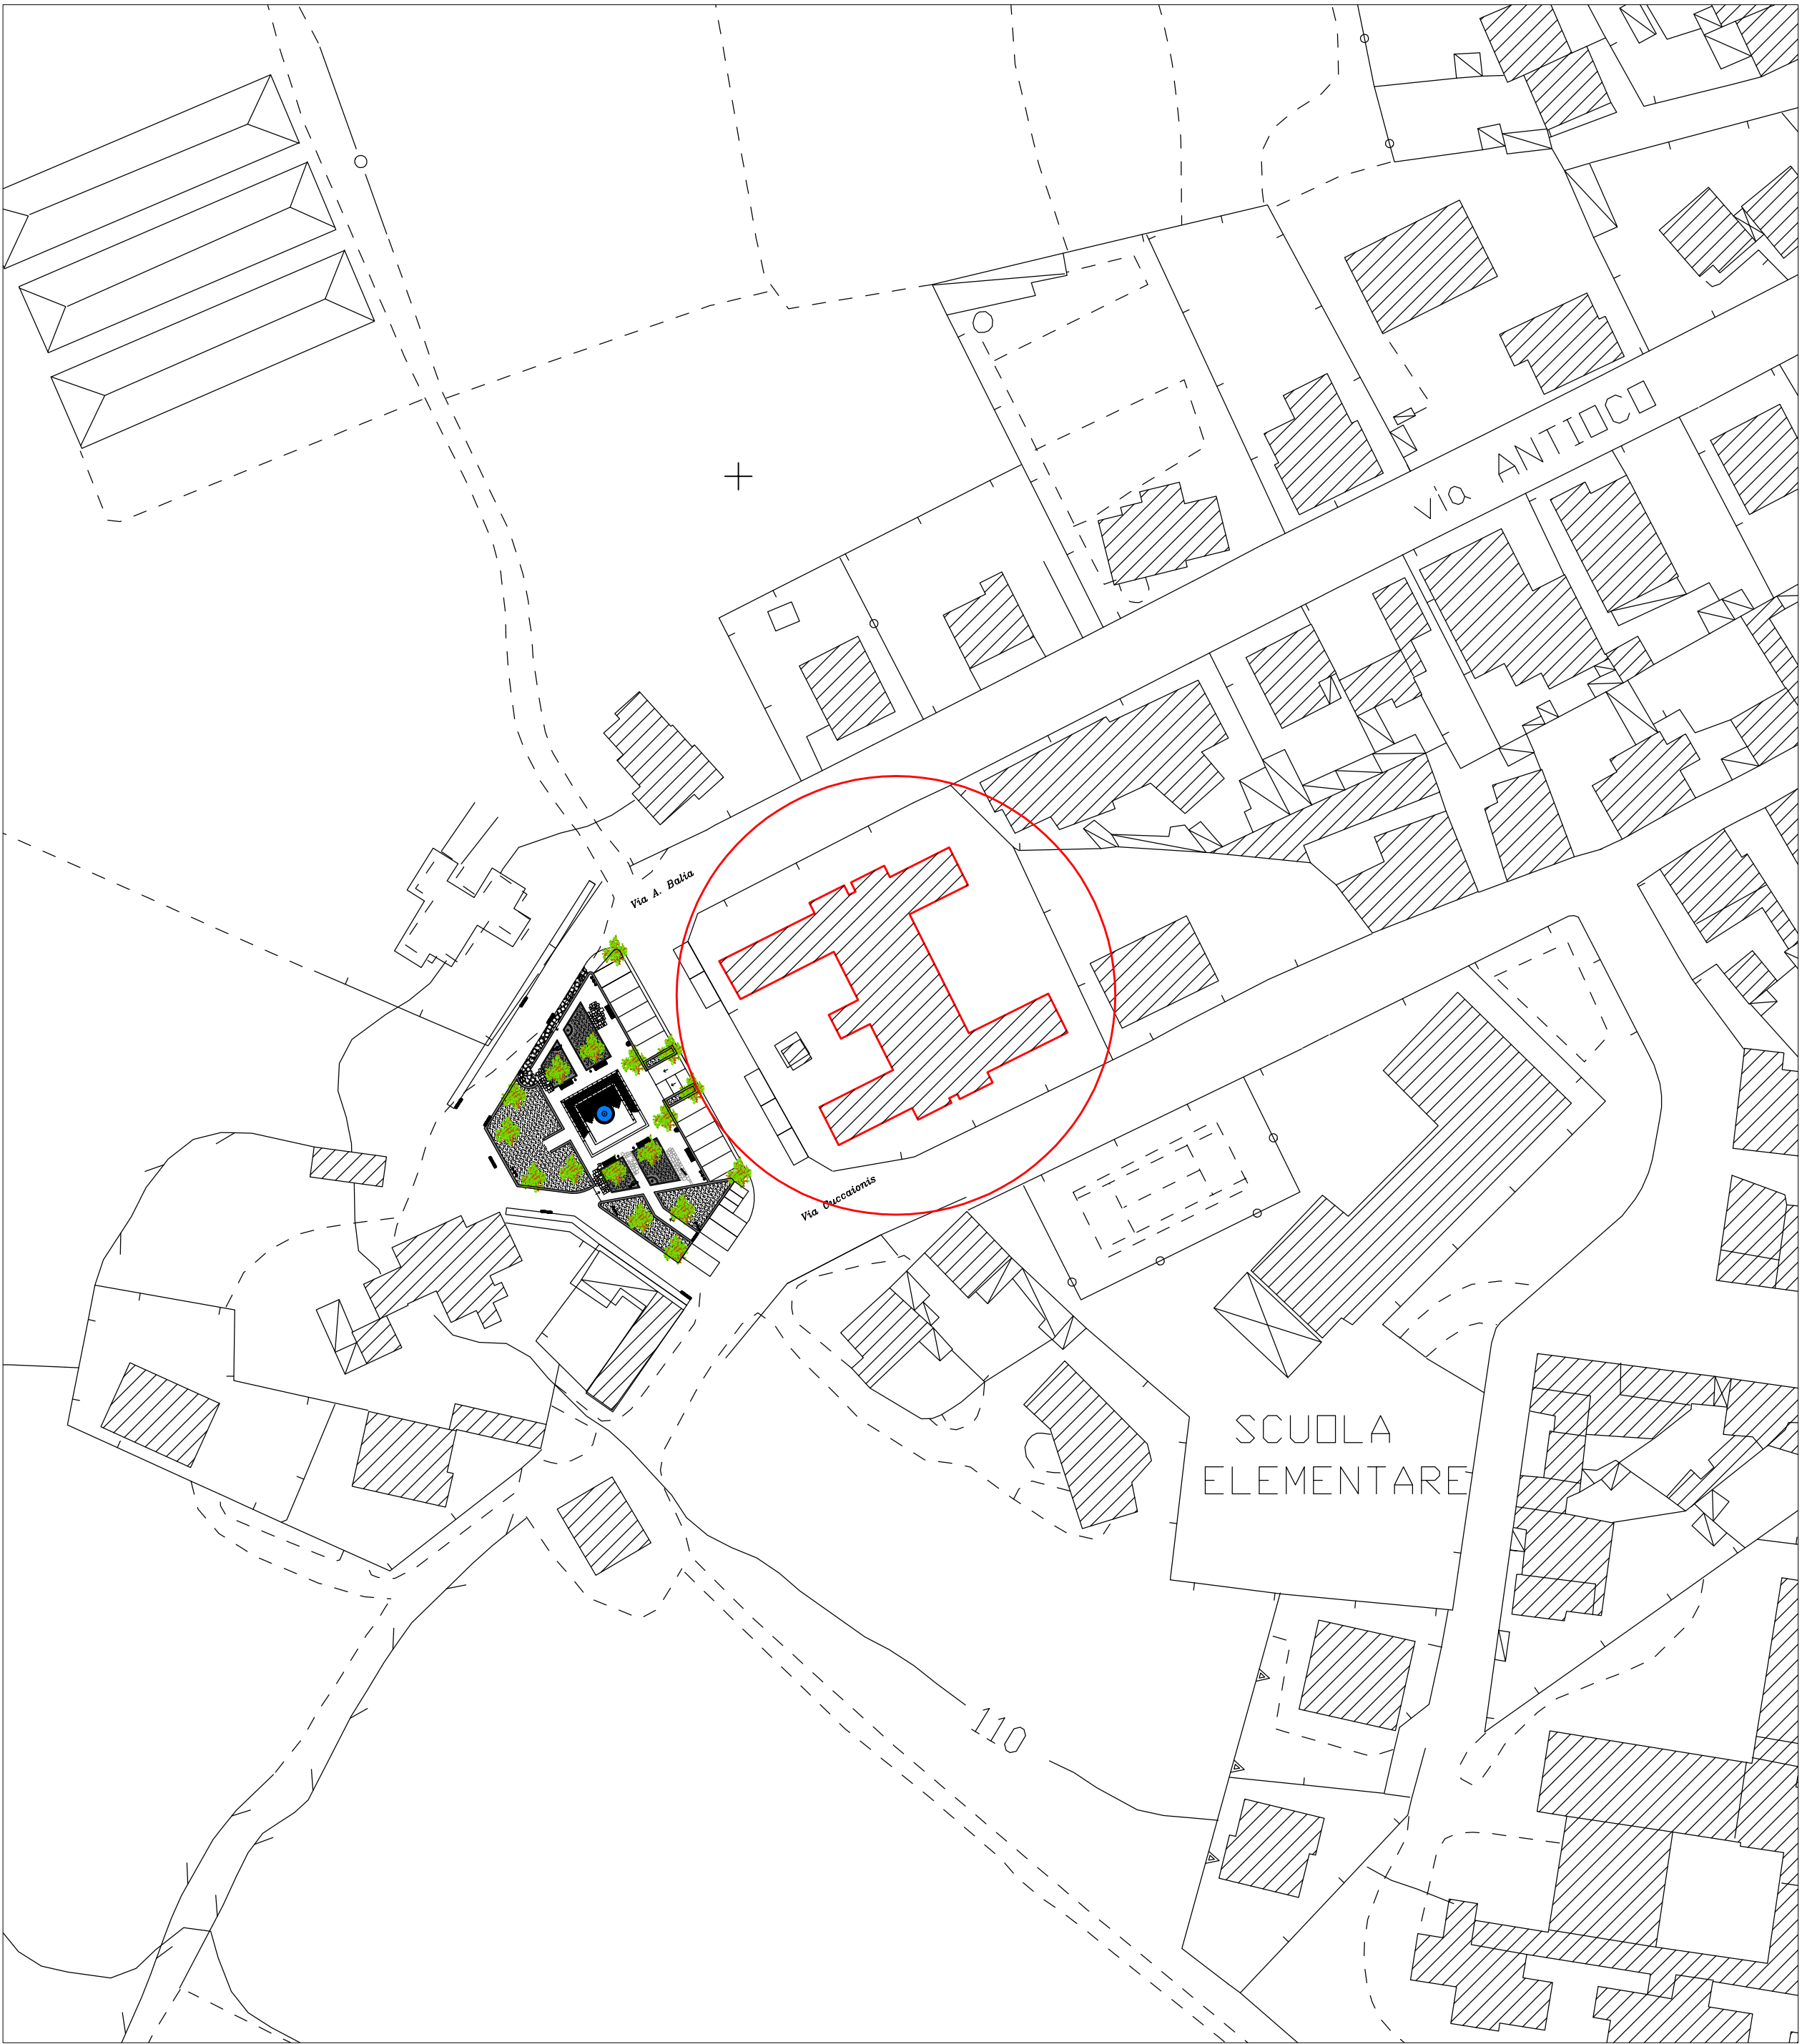 via ANTIOCO
Via A. Balia
Via Cuccaionis
SCUOLA
ELEMENTARE
110